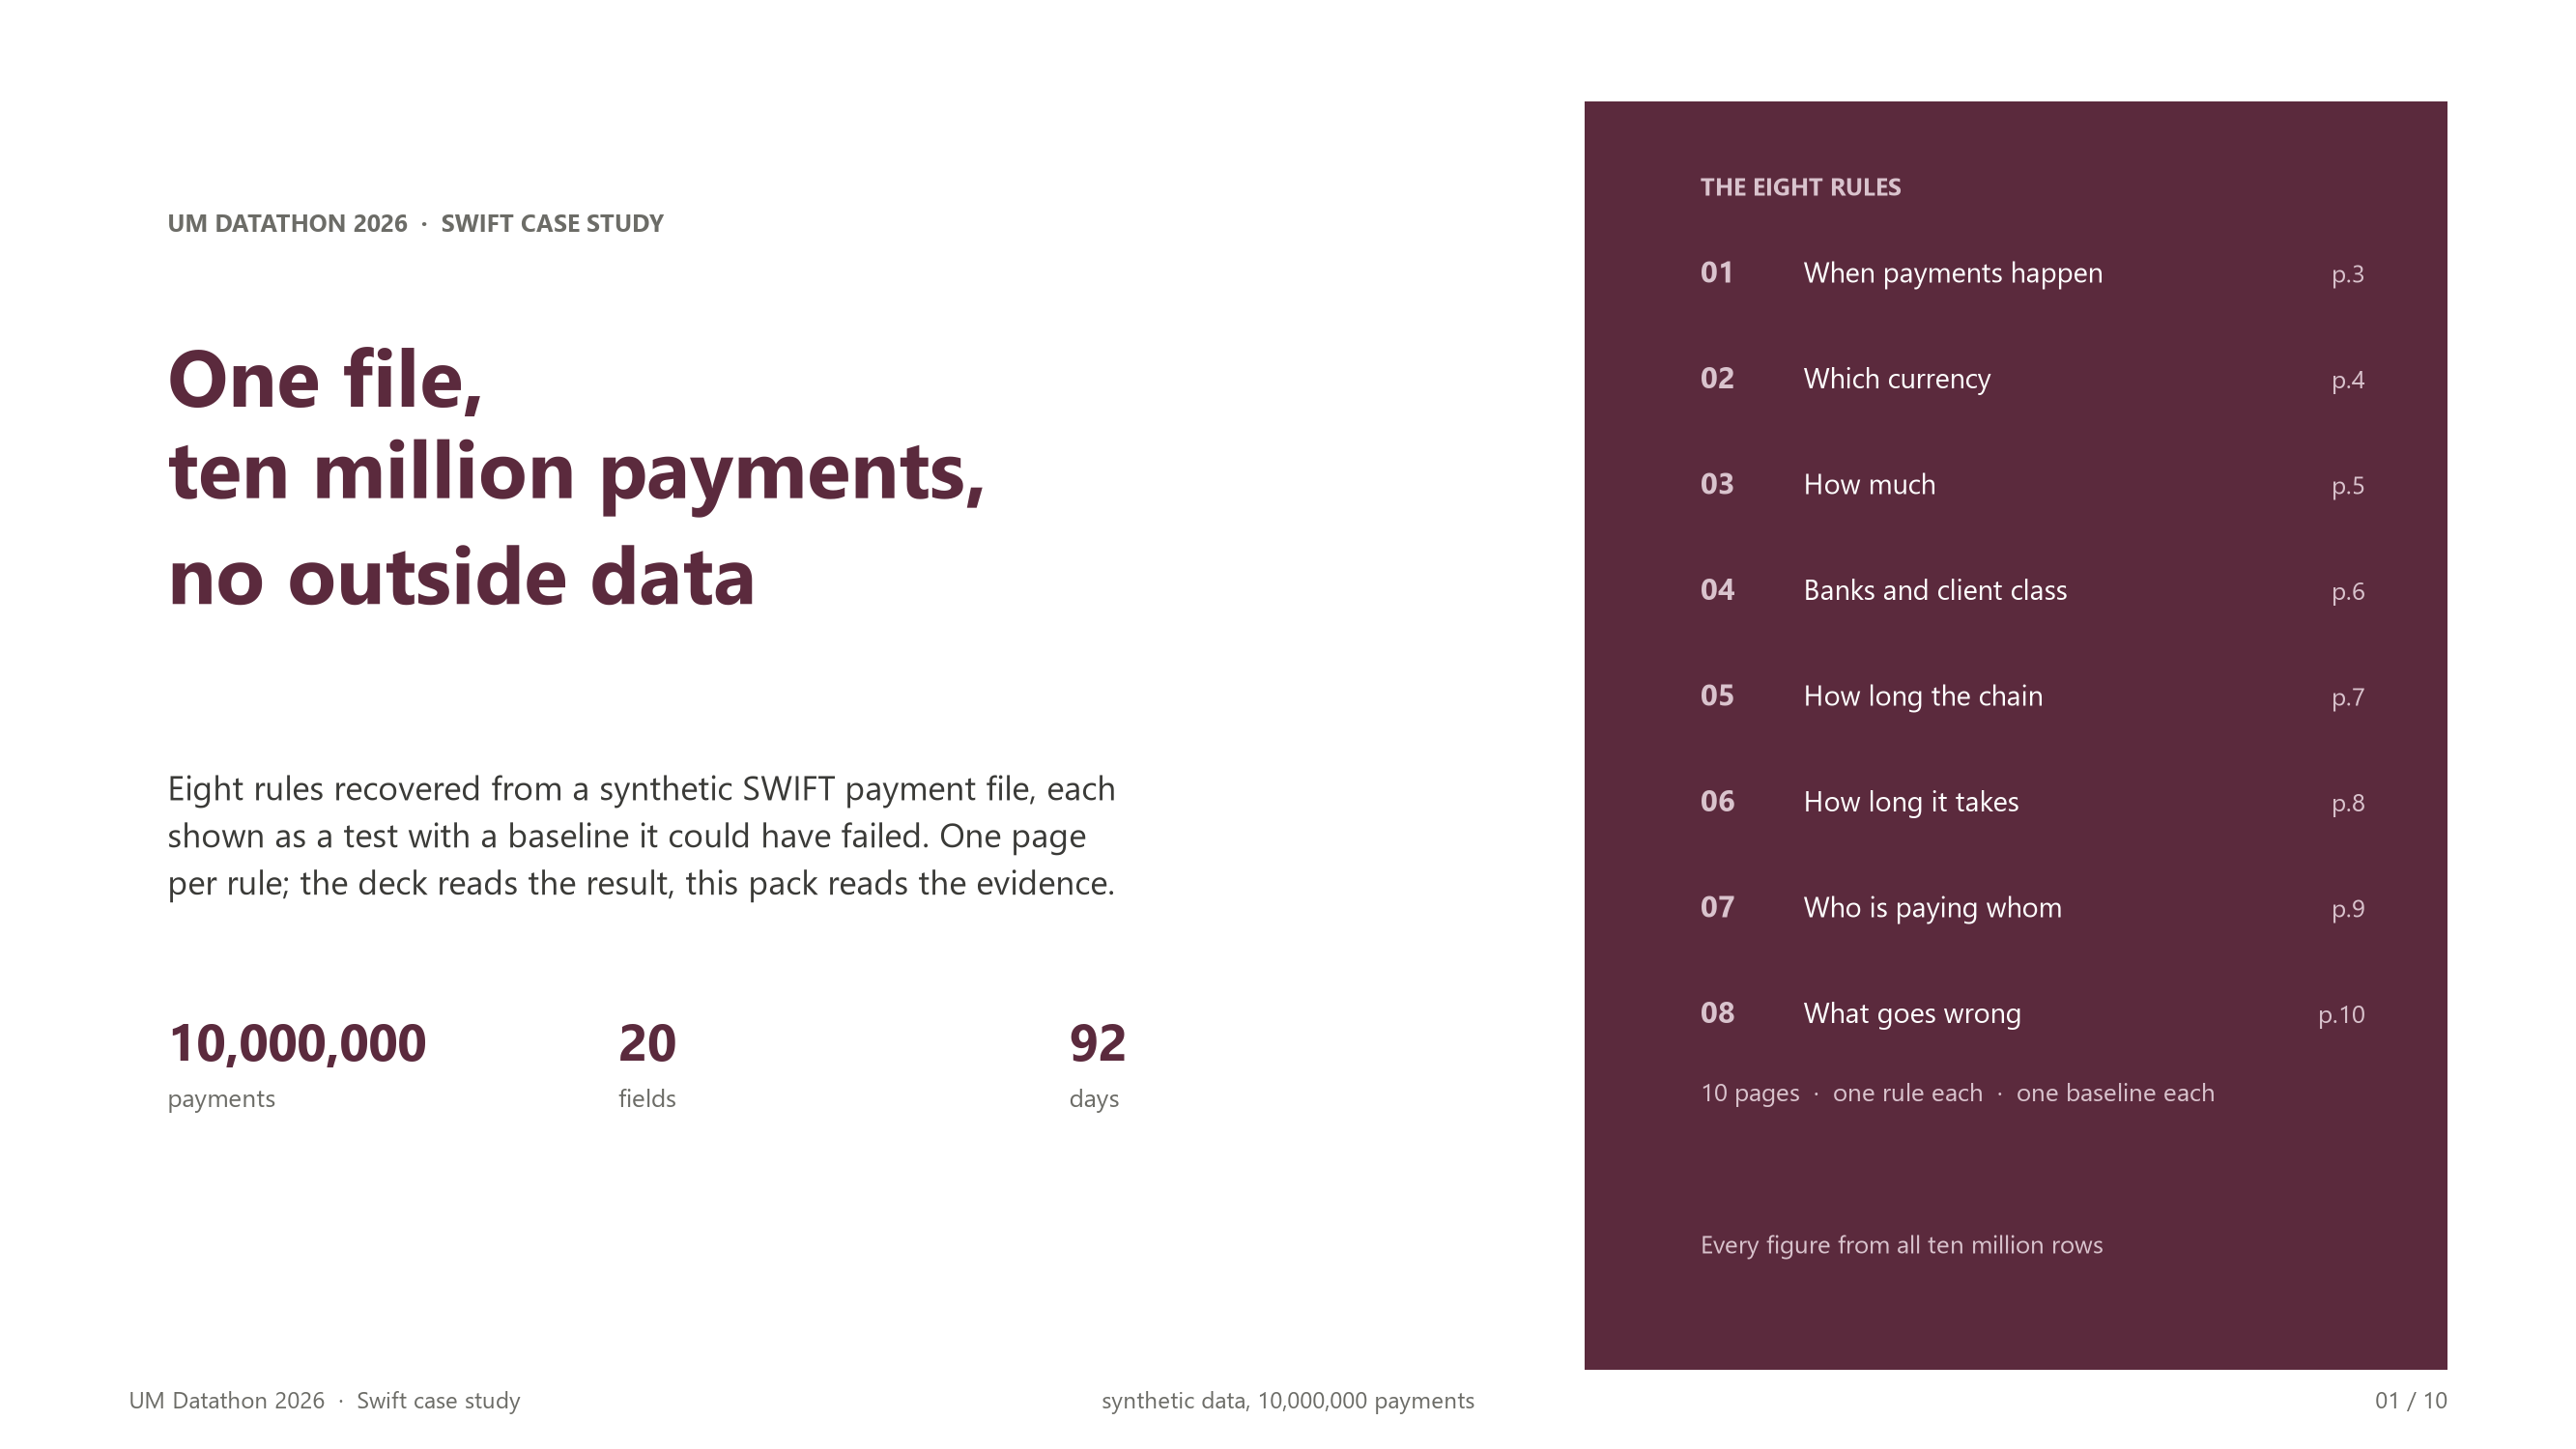 UM DATATHON 2026 · SWIFT CASE STUDY
One file,
ten million payments,
no outside data
Eight rules recovered from a synthetic SWIFT payment file, each
shown as a test with a baseline it could have failed. One page
per rule; the deck reads the result, this pack reads the evidence.
10,000,000 20 92
payments fields days
THE EIGHT RULES
01 When payments happen p.3
02 Which currency p.4
03 How much p.5
04 Banks and client class p.6
05 How long the chain p.7
06 How long it takes p.8
07 Who is paying whom p.9
08 What goes wrong p.10
10 pages · one rule each · one baseline each
Every figure from all ten million rows
UM Datathon 2026 · Swift case study synthetic data, 10,000,000 payments 01 / 10